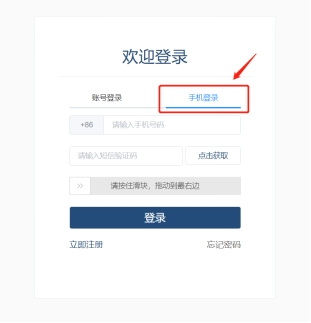 欢迎登录
账号登录 手机登录
+86 请输入手机号码
请输入短信验证码 点击获取
请按住滑块，拖动到最右边
登录
立即注册 忘记密码